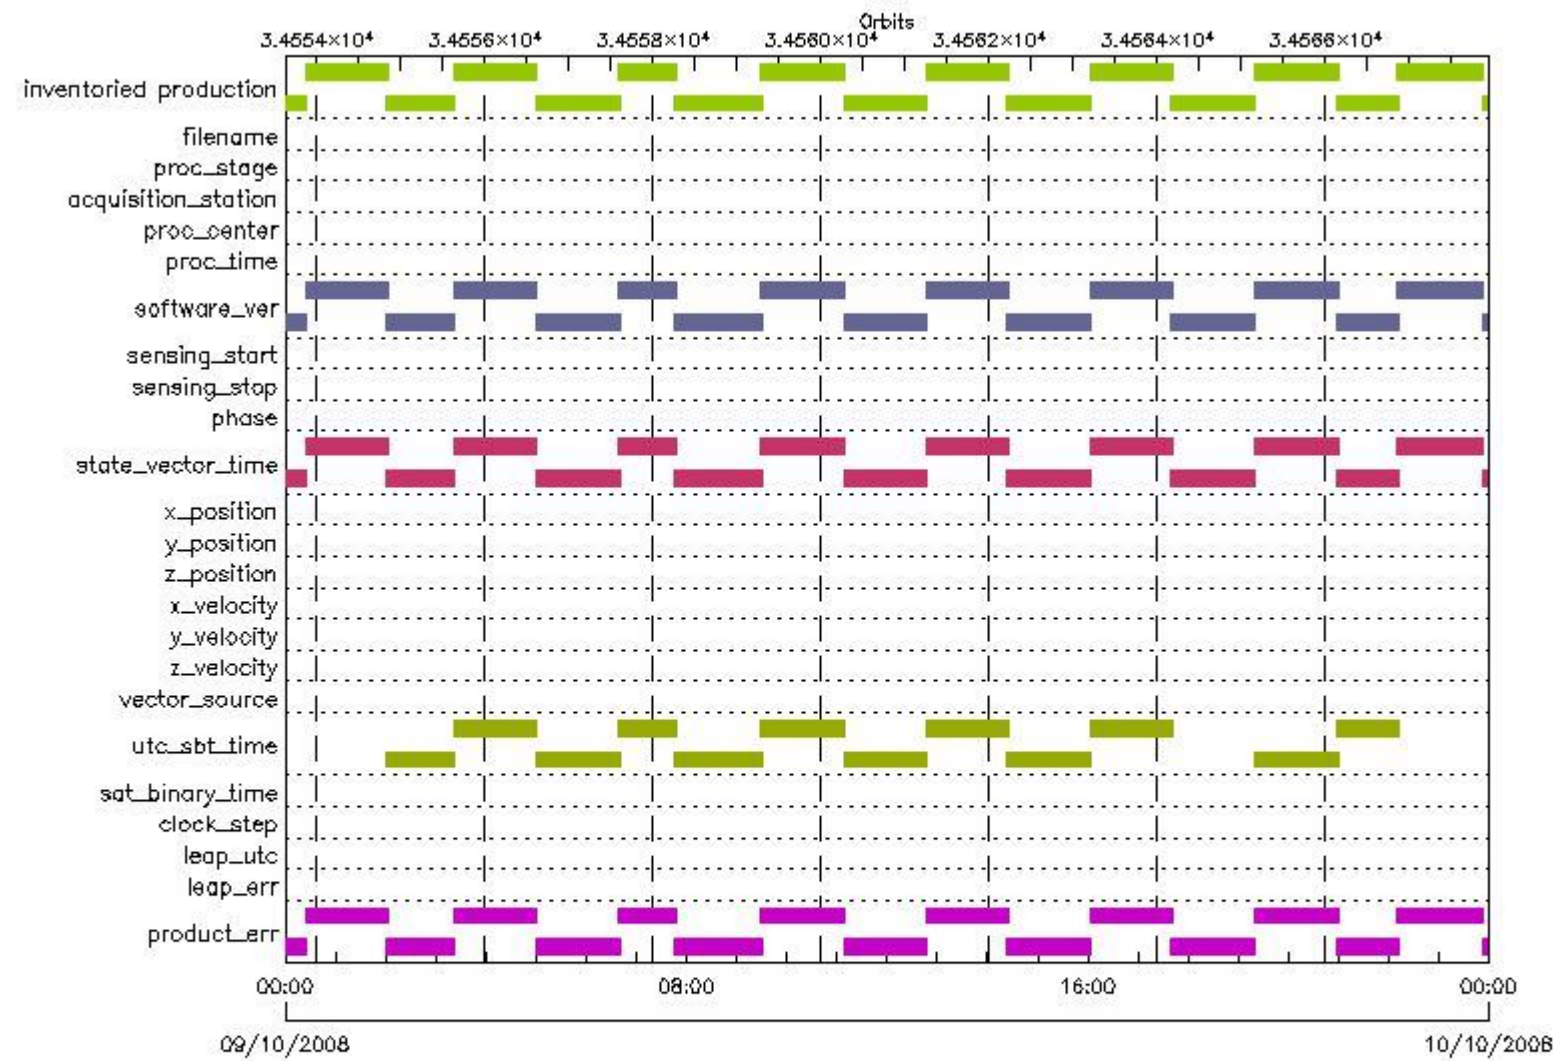 Orbits
3.4554×10⁴ 3.4556×10⁴ 3.4558×10⁴ 3.4560×10⁴ 3.4562×10⁴ 3.4564×10⁴ 3.4566×10⁴
inventoried production
filename
proc_stage
acquisition_station
proc_center
proc_time
software_ver
sensing_start
sensing_stop
phase
state_vector_time
x_position
y_position
z_position
x_velocity
y_velocity
z_velocity
vector_source
utc_sbt_time
sat_binary_time
clock_step
leap_utc
leap_err
product_err
00:00 08:00 16:00 00:00
09/10/2008 10/10/2008